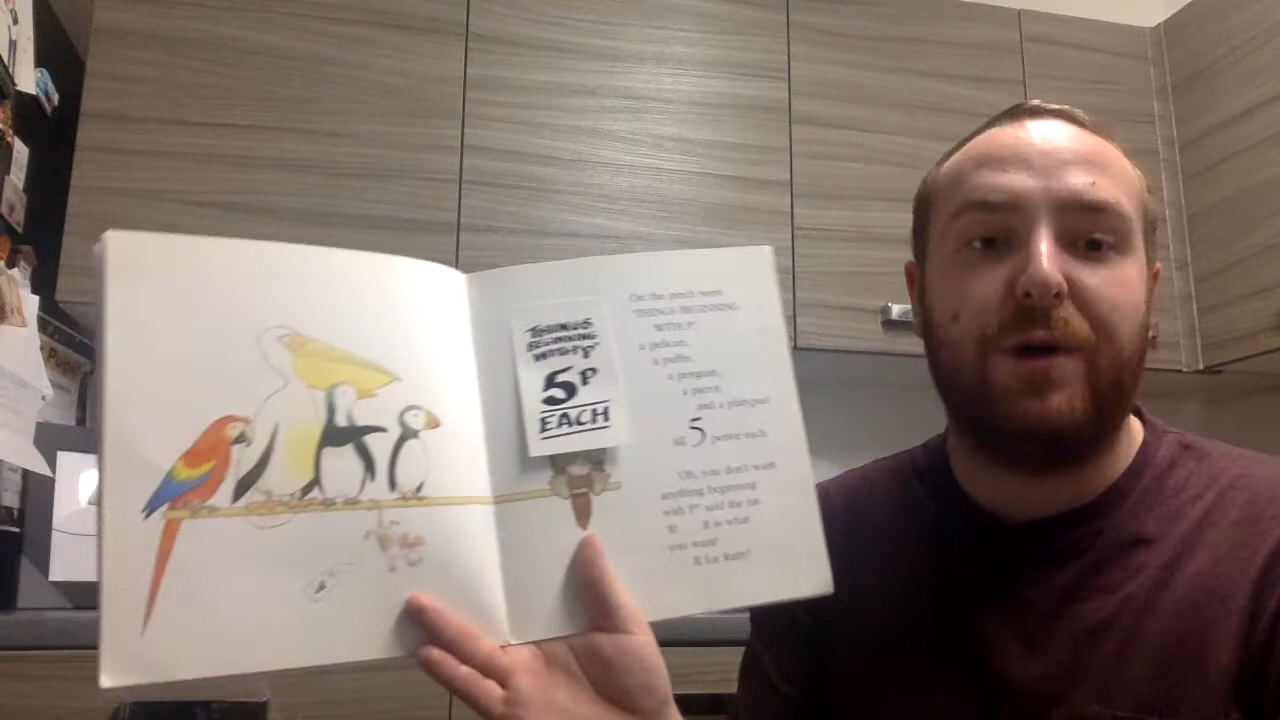 THINGS
BEGINNING
WITH 'P'
5P
EACH
On the perch were
'THINGS BEGINNING
WITH P'
a pelican,
a puffin,
a penguin,
a parrot
and a platypus!
All 5 pence each
'Oh, you don't want
anything beginning
with P' said the rat.
'R R is what
you want!
R for Ratty!'